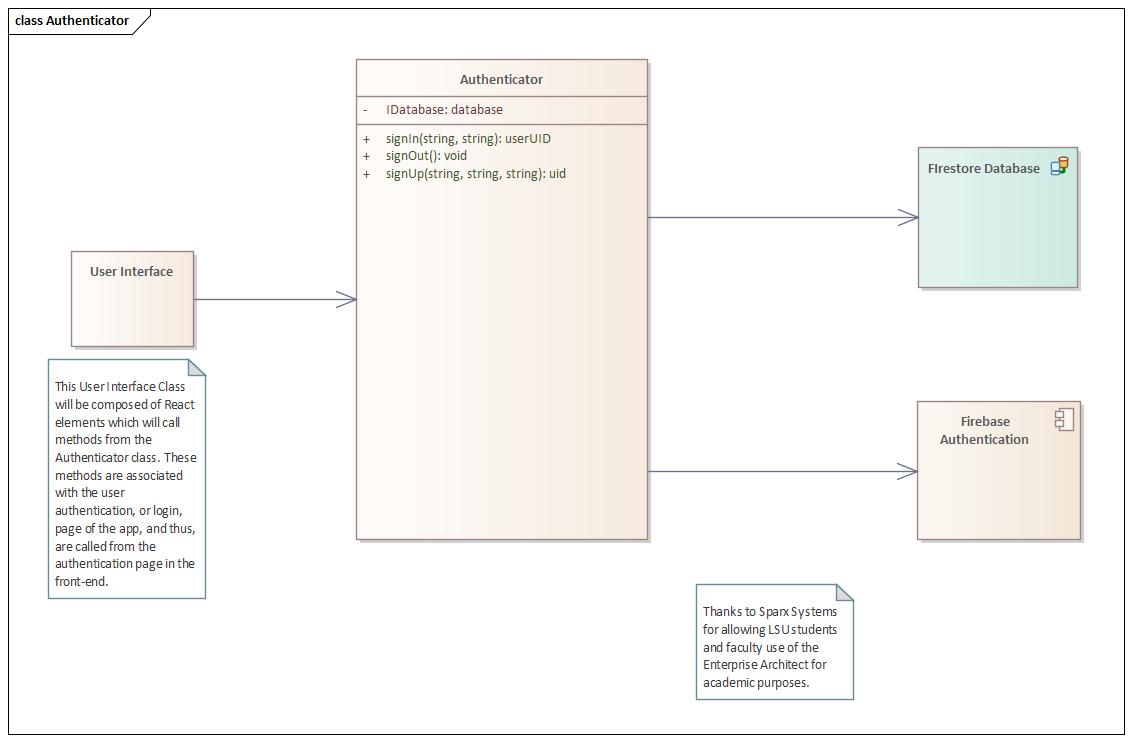 class Authenticator
Authenticator
- IDatabase: database
+ signIn(string, string): userUID
+ signOut(): void
+ signUp(string, string, string): uid
FIrestore Database
User Interface
This User Interface Class
will be composed of React
elements which will call
methods from the
Authenticator class. These
methods are associated
with the user
authentication, or login,
page of the app, and thus,
are called from the
authentication page in the
front-end.
Firebase
Authentication
Thanks to Sparx Systems
for allowing LSU students
and faculty use of the
Enterprise Architect for
academic purposes.